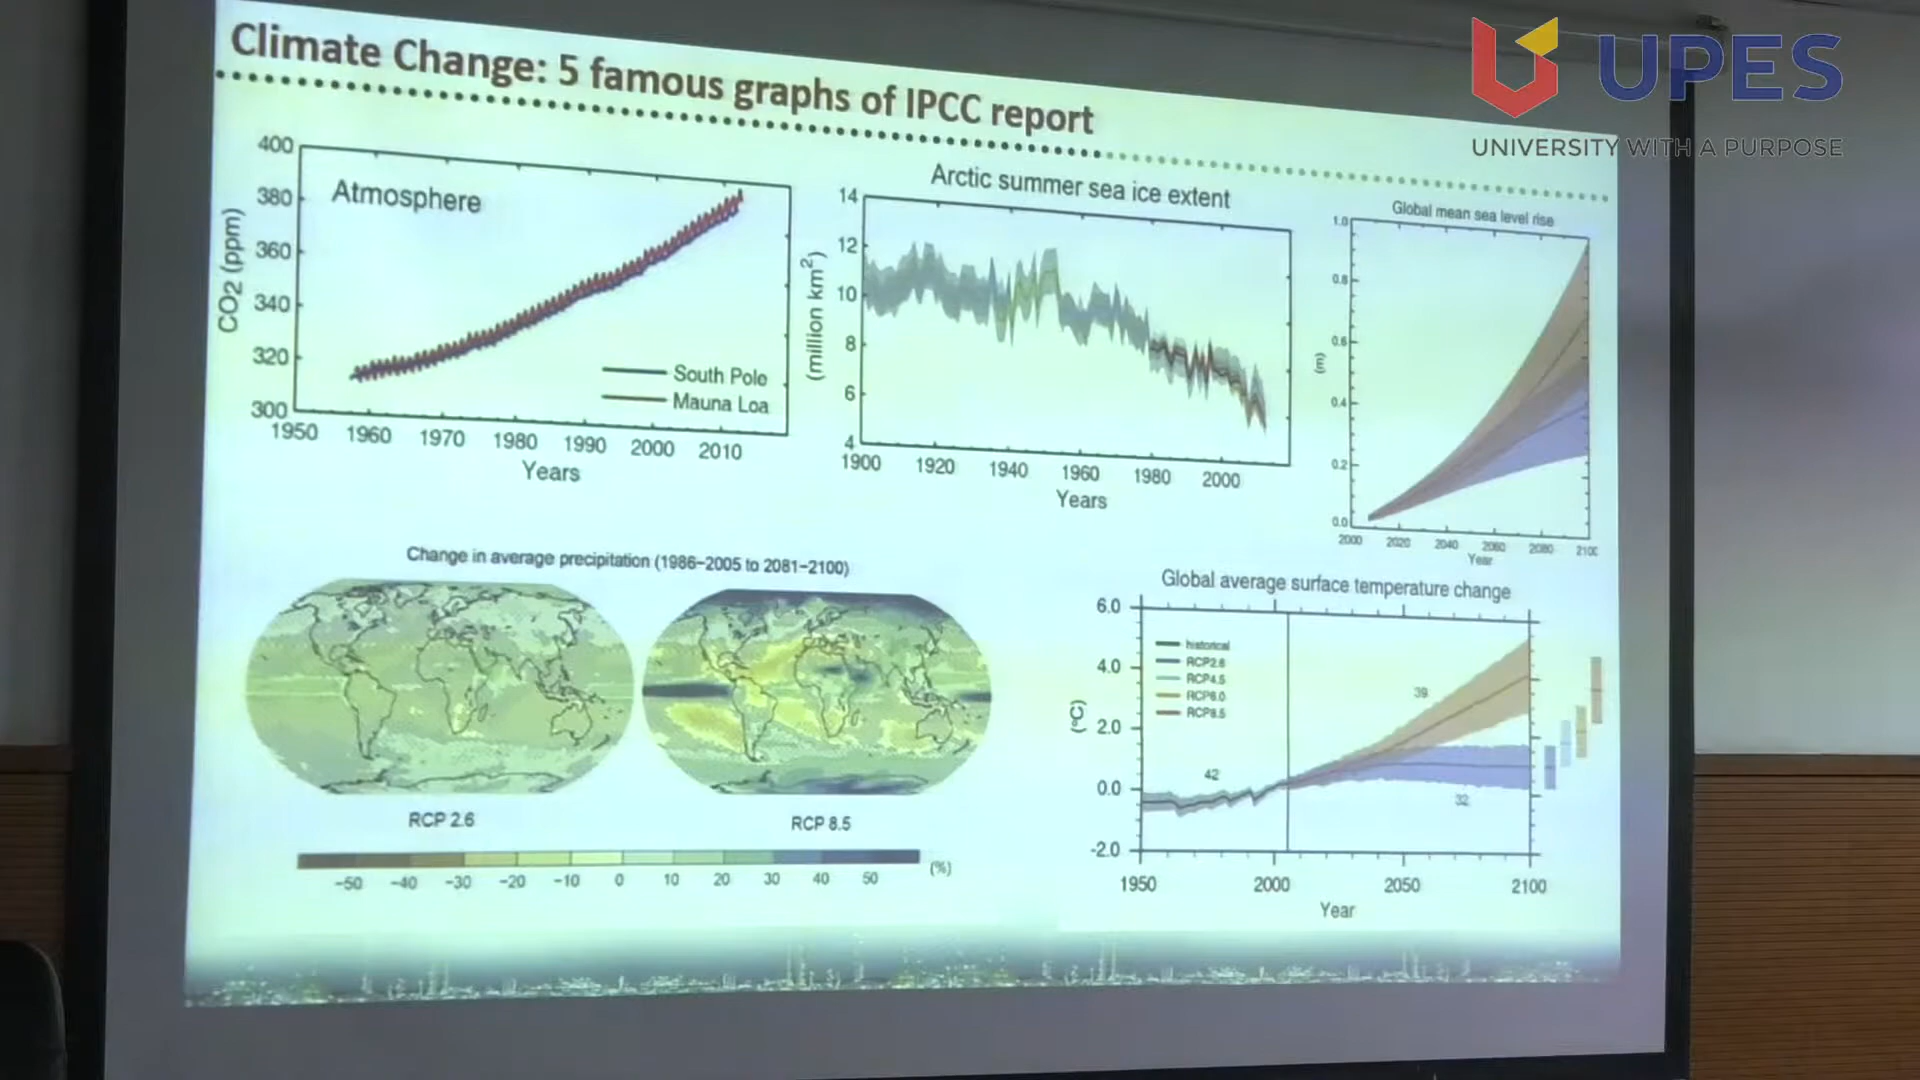 Climate Change: 5 famous graphs of IPCC report
UPES
UNIVERSITY WITH A PURPOSE
Atmosphere
CO2 (ppm)
400
380
360
340
320
300
South Pole
Mauna Loa
1950 1960 1970 1980 1990 2000 2010
Years
Arctic summer sea ice extent
(million km²)
14
12
10
8
6
4
1900 1920 1940 1960 1980 2000
Years
Global mean sea level rise
(m)
1.0
0.8
0.6
0.4
0.2
0.0
2000 2020 2040 2060 2080 2100
Year
Change in average precipitation (1986−2005 to 2081−2100)
RCP 2.6
RCP 8.5
−50 −40 −30 −20 −10 0 10 20 30 40 50
(%)
Global average surface temperature change
(°C)
6.0
4.0
2.0
0.0
-2.0
historical
RCP2.6
RCP4.5
RCP6.0
RCP8.5
39
42
32
1950 2000 2050 2100
Year